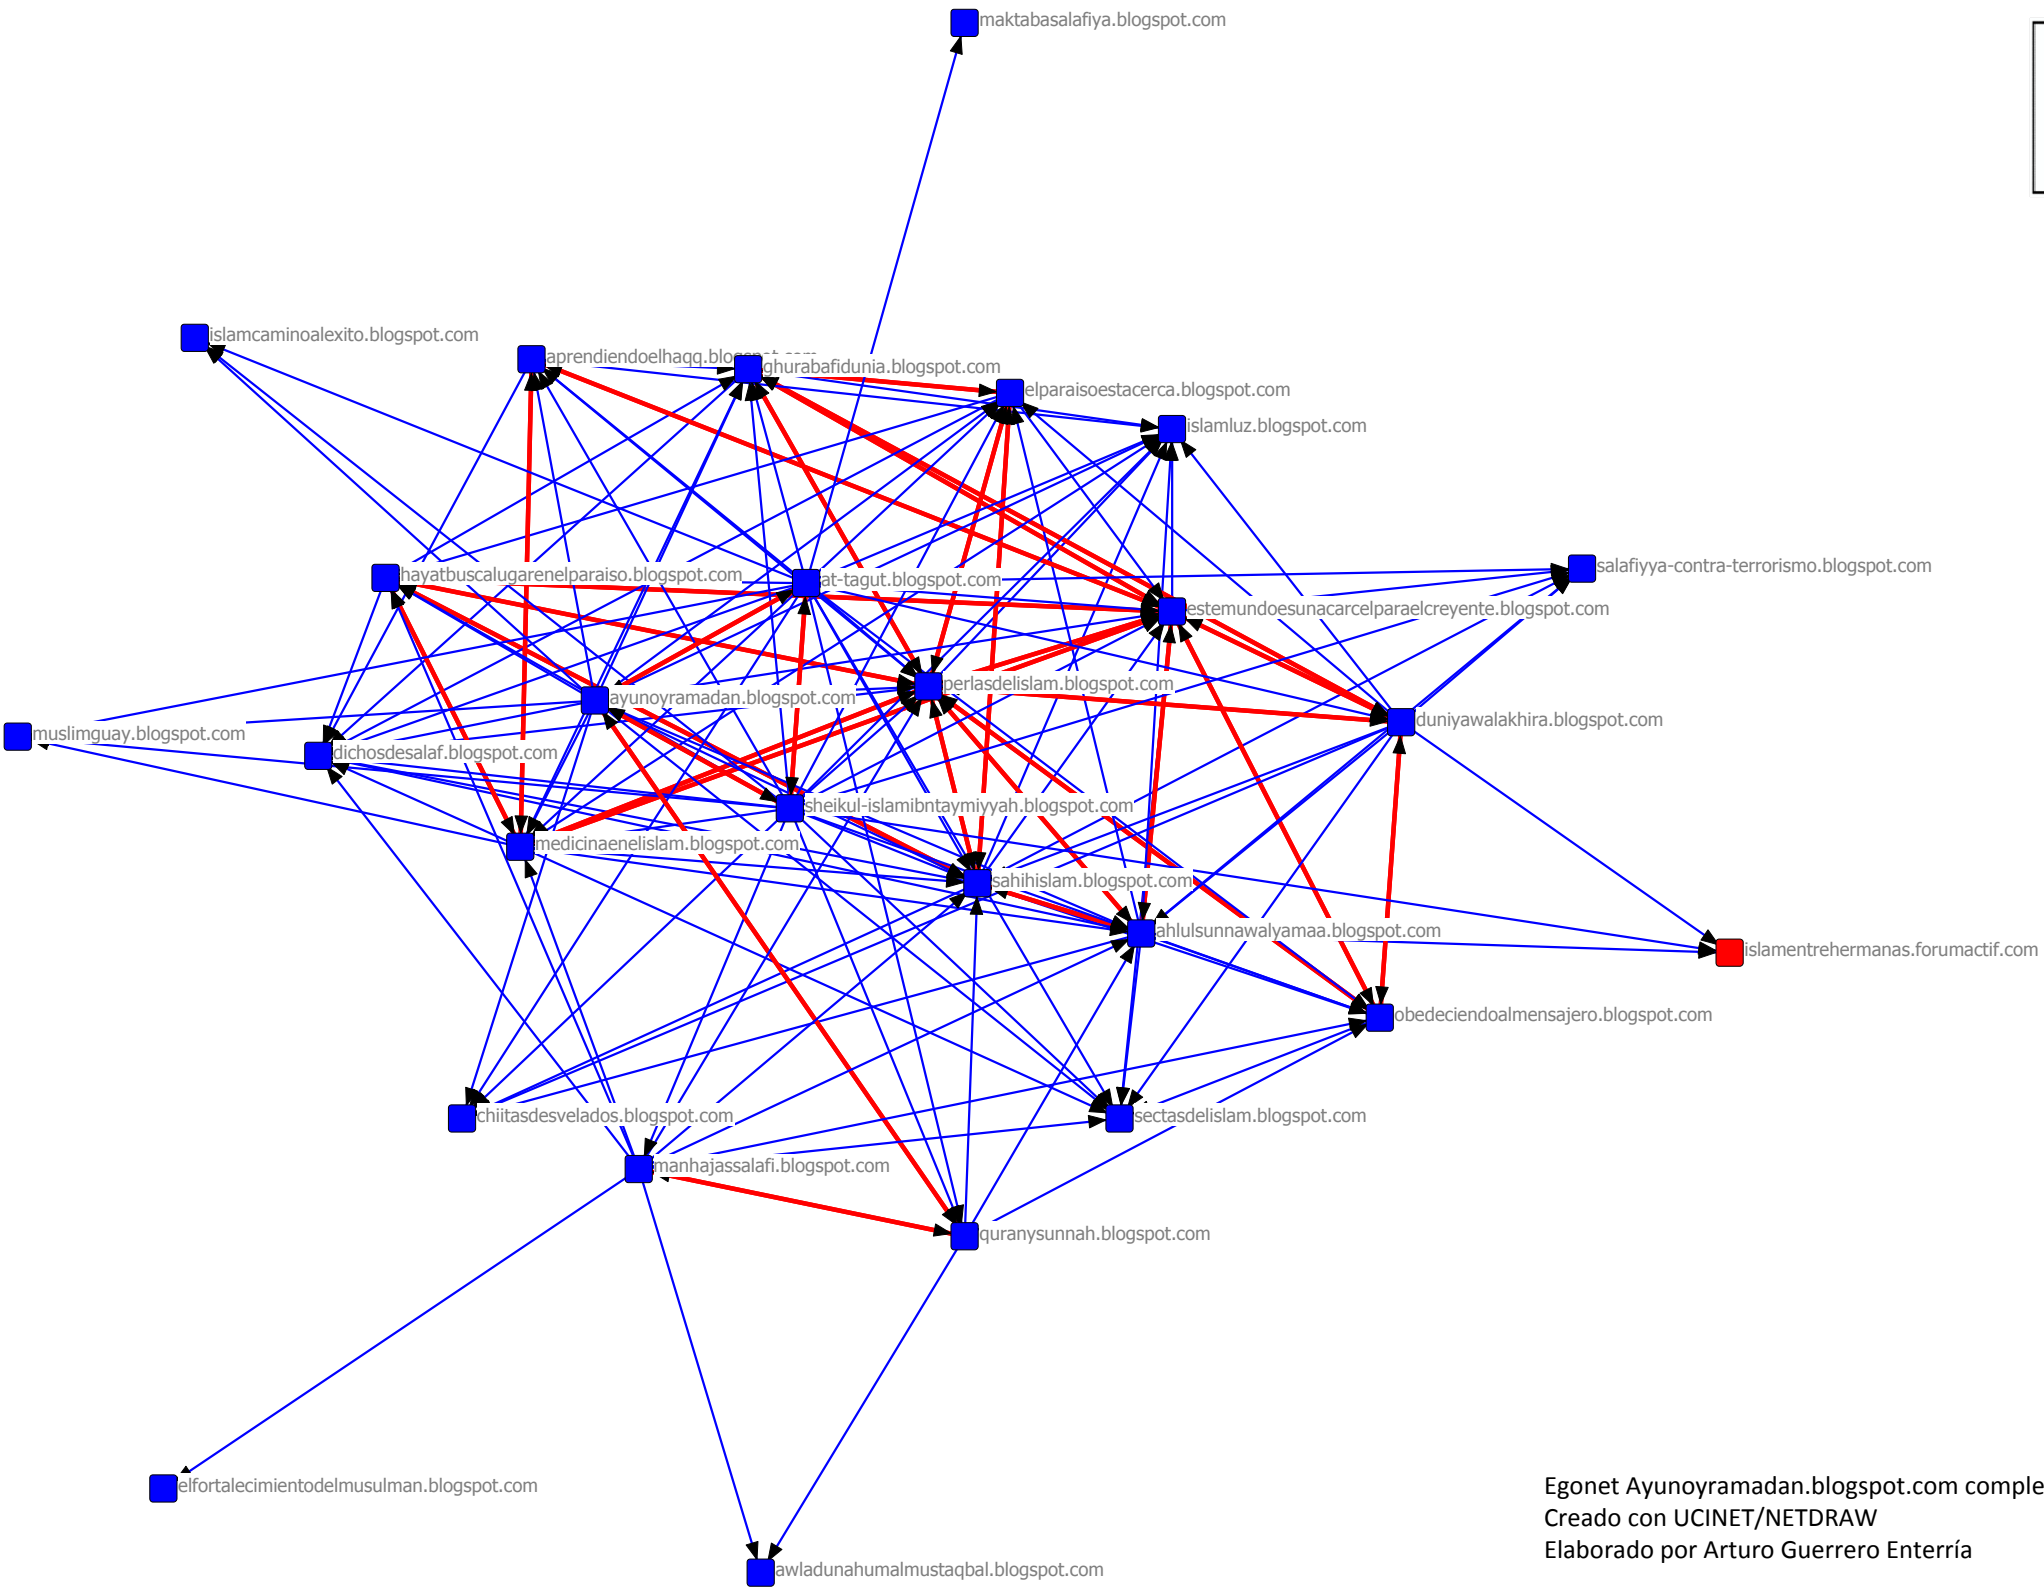 maktabasalafiya.blogspot.com
islamcaminoalexito.blogspot.com
aprendiendoelhaqq.blogspot.com
ghurabafidunia.blogspot.com
elparaisoestacerca.blogspot.com
islamluz.blogspot.com
hayatbuscalugarenelparaiso.blogspot.com
at-tagut.blogspot.com
salafiyya-contra-terrorismo.blogspot.com
estemundoesunacarcelparaelcreyente.blogspot.com
perlasdelislam.blogspot.com
ayunoyramadan.blogspot.com
duniyawalakhira.blogspot.com
muslimguay.blogspot.com
dichosdesalaf.blogspot.com
sheikul-islamibntaymiyyah.blogspot.com
medicinaenelislam.blogspot.com
sahihislam.blogspot.com
ahlulsunnawalyamaa.blogspot.com
islamentrehermanas.forumactif.com
obedeciendoalmensajero.blogspot.com
chiitasdesvelados.blogspot.com
sectasdelislam.blogspot.com
manhajassalafi.blogspot.com
quranysunnah.blogspot.com
elfortalecimientodelmusulman.blogspot.com
awladunahumalmustaqbal.blogspot.com
Egonet Ayunoyramadan.blogspot.com comple
Creado con UCINET/NETDRAW
Elaborado por Arturo Guerrero Enterría